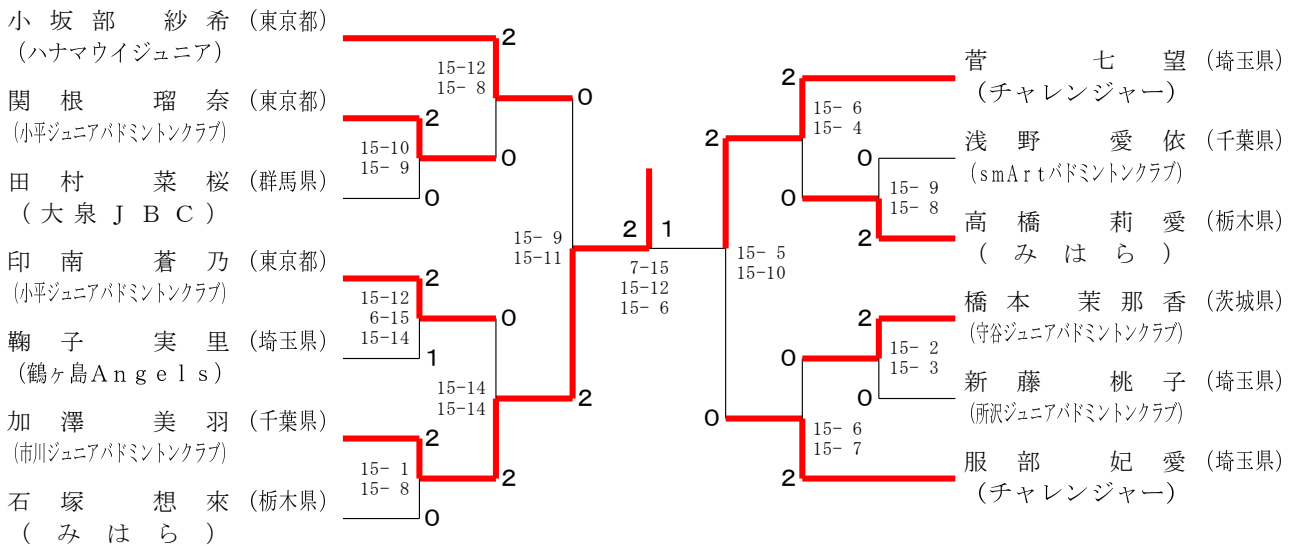 小坂部 紗希 (東京都)
(ハナマウイジュニア)
関根 瑠奈 (東京都)
(小平ジュニアバドミントンクラブ)
田村 菜桜 (群馬県)
(大泉JBC)
印南 蒼乃 (東京都)
(小平ジュニアバドミントンクラブ)
鞠子 実里 (埼玉県)
(鶴ヶ島Angels)
加澤 美羽 (千葉県)
(市川ジュニアバドミントンクラブ)
石塚 想來 (栃木県)
(みはら)
2
15-12
15- 8
0
2
15-10
15- 9
0
0
2
15-12
6-15
15-14
1
0
15-14
15-14
2
2
15- 1
15- 8
0
2
15- 9
15-11
2 1
7-15
15-12
15- 6
2
15- 5
15-10
0
2
15- 6
15- 4
0
0
15- 9
15- 8
2
2
15- 2
15- 3
0
0
15- 6
15- 7
2
菅 七望 (埼玉県)
(チャレンジャー)
浅野 愛依 (千葉県)
(smArtバドミントンクラブ)
高橋 莉愛 (栃木県)
(みはら)
橋本 茉那香 (茨城県)
(守谷ジュニアバドミントンクラブ)
新藤 桃子 (埼玉県)
(所沢ジュニアバドミントンクラブ)
服部 妃愛 (埼玉県)
(チャレンジャー)